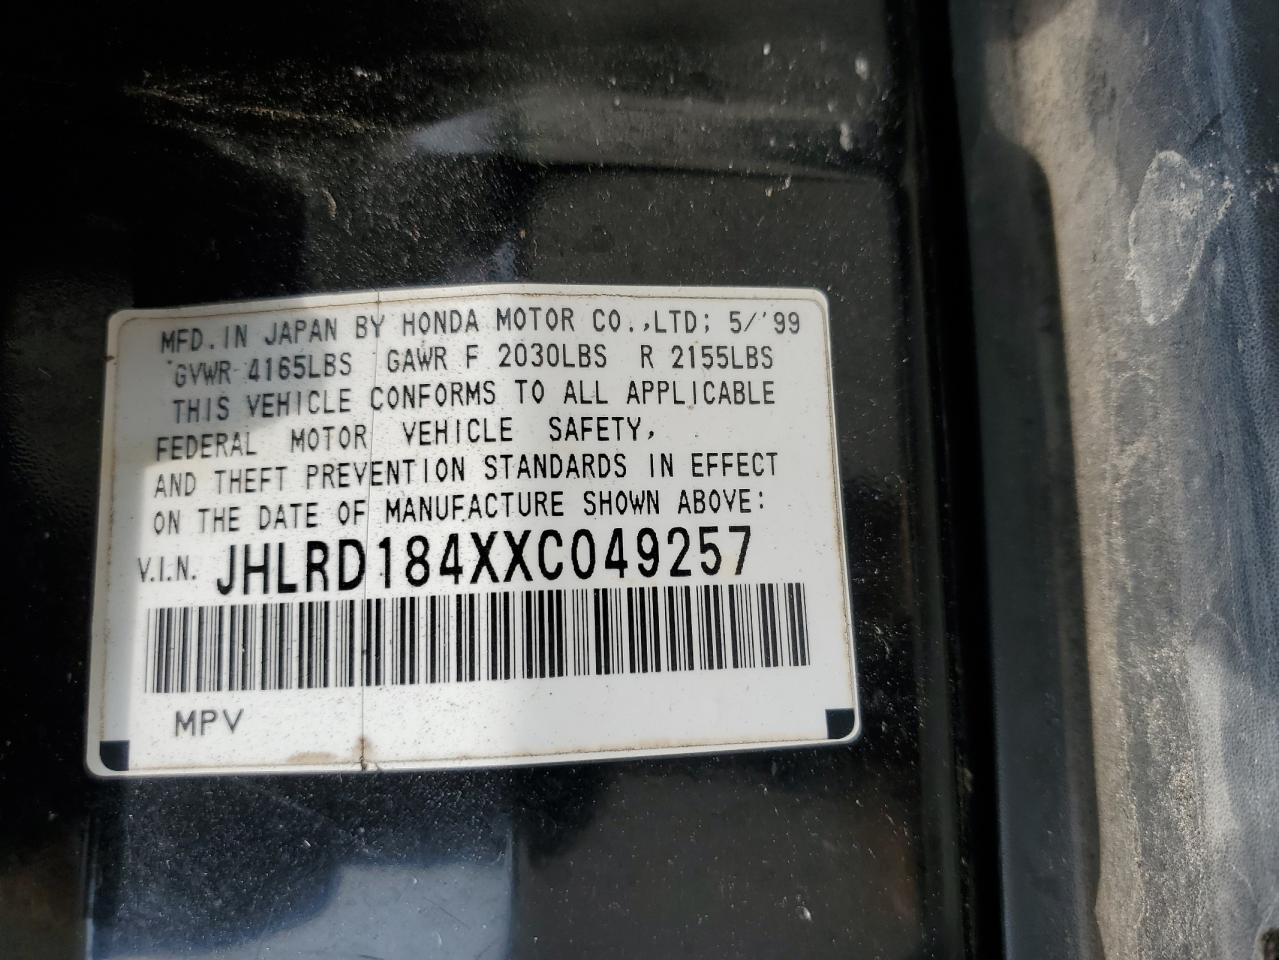 MFD. IN JAPAN BY HONDA MOTOR CO.,LTD; 5/'99
GVWR 4165LBS GAWR F 2030LBS R 2155LBS
THIS VEHICLE CONFORMS TO ALL APPLICABLE
FEDERAL MOTOR VEHICLE SAFETY,
AND THEFT PREVENTION STANDARDS IN EFFECT
ON THE DATE OF MANUFACTURE SHOWN ABOVE:
V.I.N. JHLRD184XXC049257
MPV